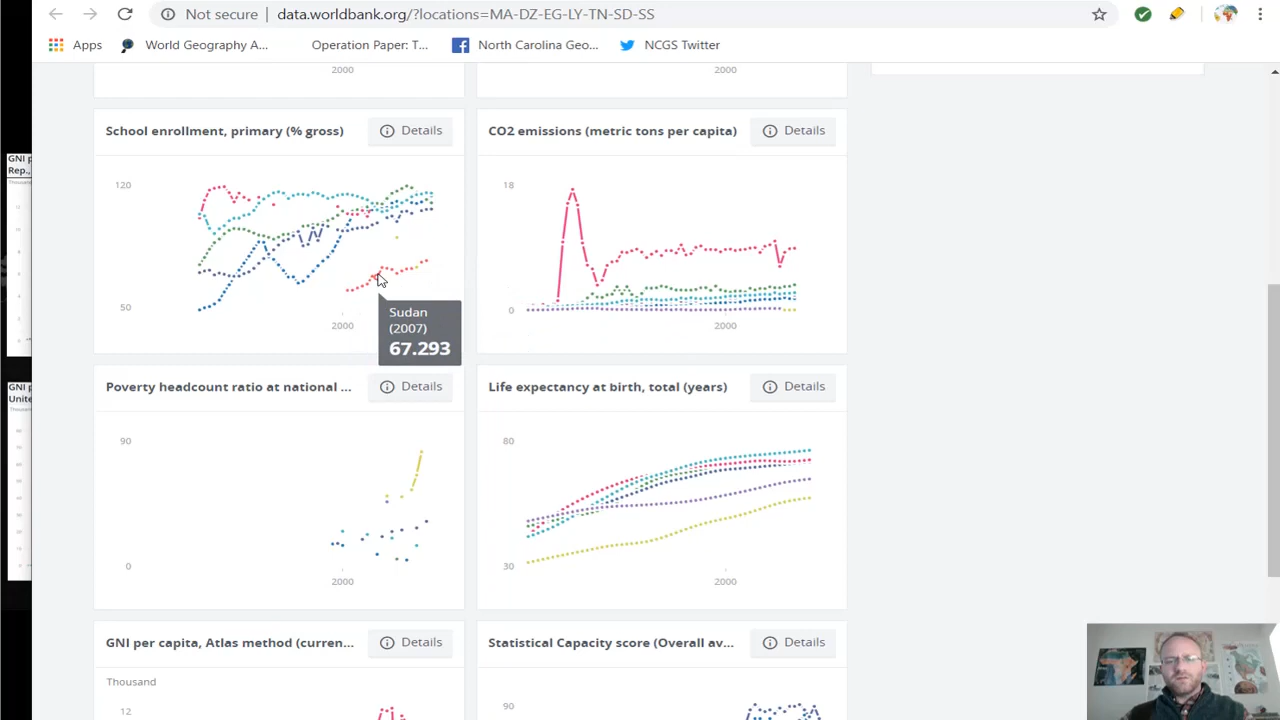 Not secure
data.worldbank.org/?locations=MA-DZ-EG-LY-TN-SD-SS
Apps
World Geography A...
Operation Paper: T...
North Carolina Geo...
NCGS Twitter
2000
2000
School enrollment, primary (% gross)
Details
120
50
2000
Sudan
(2007)
67.293
CO2 emissions (metric tons per capita)
Details
18
0
2000
Poverty headcount ratio at national ...
Details
90
0
2000
Life expectancy at birth, total (years)
Details
80
30
2000
GNI per capita, Atlas method (curren...
Details
Thousand
12
Statistical Capacity score (Overall av...
Details
90
GNI p
Rep.,
GNI p
Unite